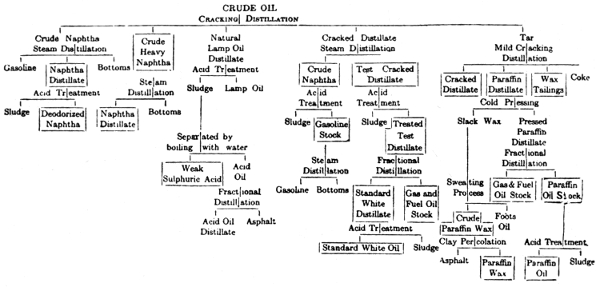 CRUDE OIL
CRACKING DISTILLATION
Crude Naphtha
Steam Distillation
Gasoline
Naphtha
Distillate
Bottoms
Acid Treatment
Sludge
Deodorized
Naphtha
Crude
Heavy
Naphtha
Steam
Distillation
Naphtha
Distillate
Bottoms
Natural
Lamp Oil
Distillate
Acid Treatment
Sludge
Lamp Oil
Separated by
boiling with water
Weak
Sulphuric Acid
Acid
Oil
Fractional
Distillation
Acid Oil
Distillate
Asphalt
Cracked Distillate
Steam Distillation
Crude
Naphtha
Acid
Treatment
Sludge
Gasoline
Stock
Steam
Distillation
Gasoline
Bottoms
Test
Cracked Distillate
Acid
Treatment
Sludge
Treated
Test
Distillate
Fractional
Distillation
Standard
White
Distillate
Gas and
Fuel Oil
Stock
Acid Treatment
Standard White Oil
Sludge
Tar
Mild Cracking
Distillation
Cracked
Distillate
Paraffin
Distillate
Wax
Tailings
Coke
Cold Pressing
Slack Wax
Pressed
Paraffin
Distillate
Fractional
Distillation
Sweating
Process
Gas & Fuel
Oil Stock
Paraffin
Oil Stock
Crude
Paraffin Wax
Foots
Oil
Clay Percolation
Asphalt
Paraffin
Wax
Acid Treatment
Paraffin
Oil
Sludge